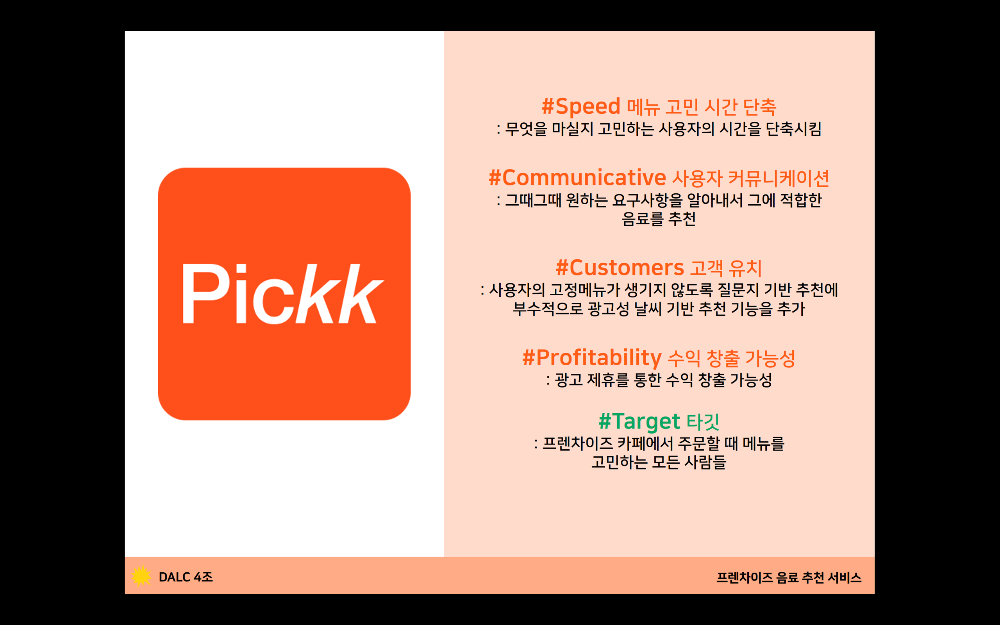 Pickk
#Speed 메뉴 고민 시간 단축
: 무엇을 마실지 고민하는 사용자의 시간을 단축시킴
#Communicative 사용자 커뮤니케이션
: 그때그때 원하는 요구사항을 알아내서 그에 적합한
음료를 추천
#Customers 고객 유치
: 사용자의 고정메뉴가 생기지 않도록 질문지 기반 추천에
부수적으로 광고성 날씨 기반 추천 기능을 추가
#Profitability 수익 창출 가능성
: 광고 제휴를 통한 수익 창출 가능성
#Target 타깃
: 프렌차이즈 카페에서 주문할 때 메뉴를
고민하는 모든 사람들
DALC 4조
프렌차이즈 음료 추천 서비스